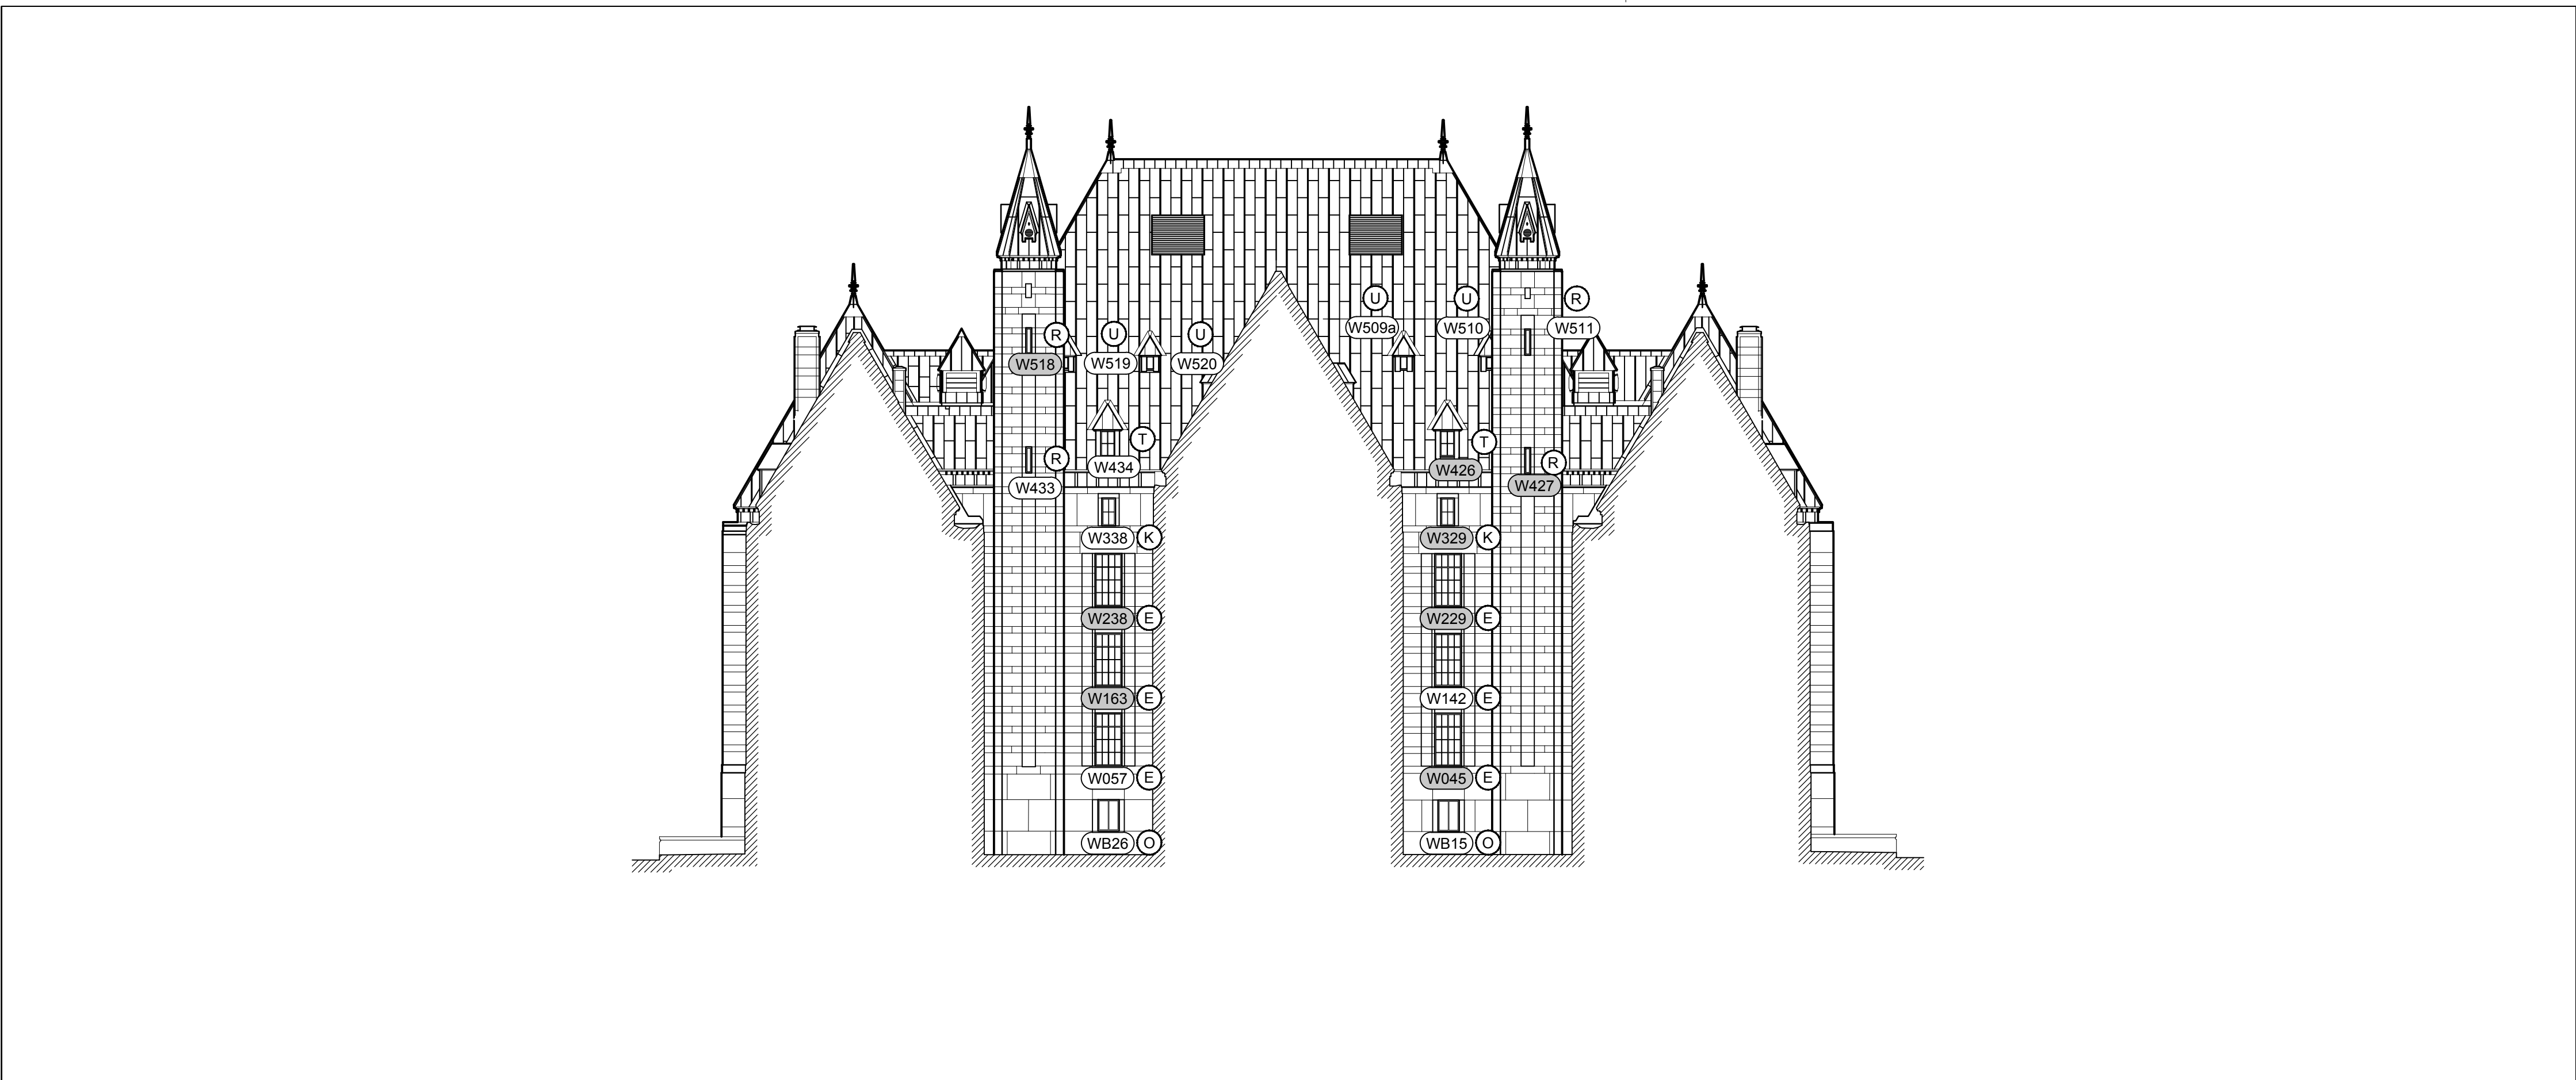 U U R
W509a W510 W511
R U U
W518 W519 W520
T T
W434 W426
R R
W433 W427
W338 K W329 K
W238 E W229 E
W163 E W142 E
W057 E W045 E
WB26 O WB15 O